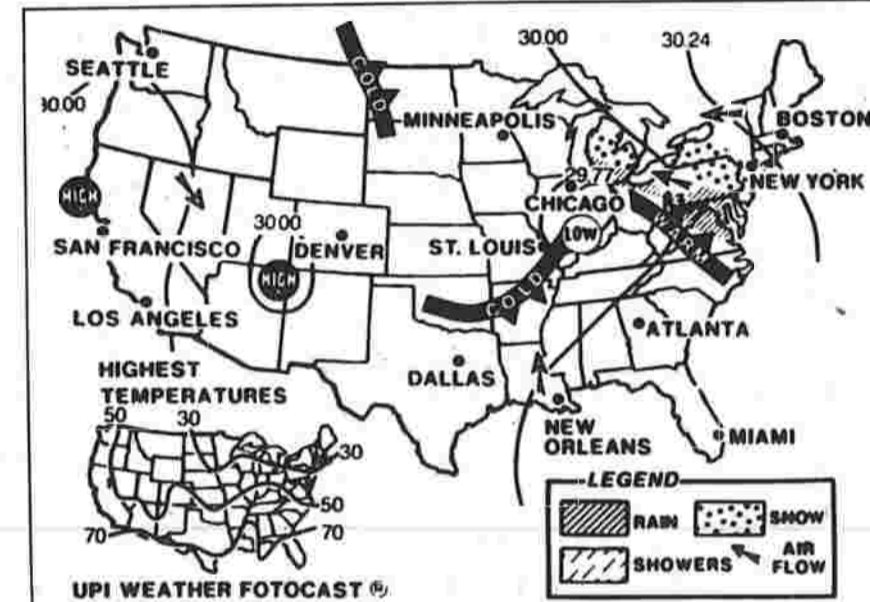 30.00
30.24
SEATTLE
COLD
30.00
MINNEAPOLIS
BOSTON
29.77
NEW YORK
HIGH
CHICAGO
SAN FRANCISCO
30.00
DENVER
ST. LOUIS
LOW
WARM
HIGH
COLD
LOS ANGELES
ATLANTA
HIGHEST
TEMPERATURES
DALLAS
50
30
NEW
ORLEANS
MIAMI
30
50
70
70
LEGEND
RAIN
SNOW
SHOWERS
AIR
FLOW
UPI WEATHER FOTOCAST ®